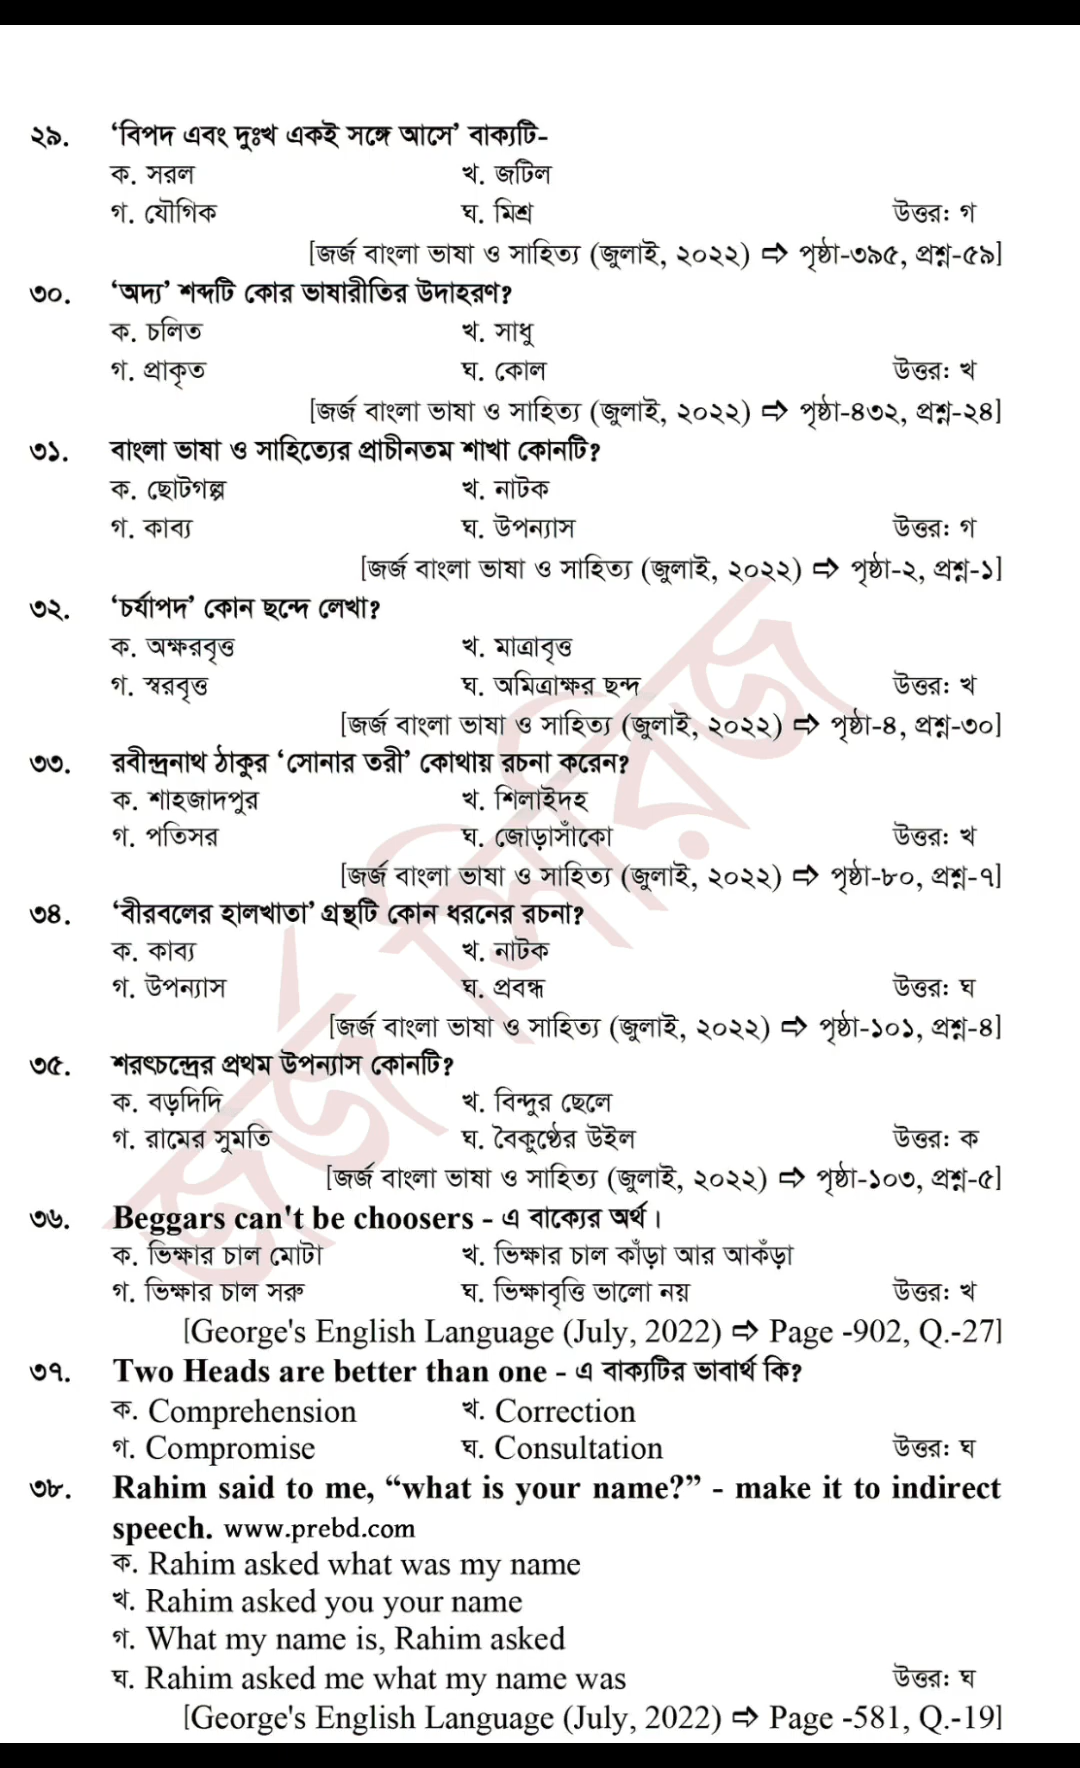 ২৯. ‘বিপদ এবং দুঃখ একই সঙ্গে আসে’ বাক্যটি-
ক. সরল খ. জটিল
গ. যৌগিক ঘ. মিশ্র উত্তর: গ
[জর্জ বাংলা ভাষা ও সাহিত্য (জুলাই, ২০২২) ⇨ পৃষ্ঠা-৩৯৫, প্রশ্ন-৫৯]
৩০. ‘অদ্য’ শব্দটি কোর ভাষারীতির উদাহরণ?
ক. চলিত খ. সাধু
গ. প্রাকৃত ঘ. কোল উত্তর: খ
[জর্জ বাংলা ভাষা ও সাহিত্য (জুলাই, ২০২২) ⇨ পৃষ্ঠা-৪৩২, প্রশ্ন-২৪]
৩১. বাংলা ভাষা ও সাহিত্যের প্রাচীনতম শাখা কোনটি?
ক. ছোটগল্প খ. নাটক
গ. কাব্য ঘ. উপন্যাস উত্তর: গ
[জর্জ বাংলা ভাষা ও সাহিত্য (জুলাই, ২০২২) ⇨ পৃষ্ঠা-২, প্রশ্ন-১]
৩২. ‘চর্যাপদ’ কোন ছন্দে লেখা?
ক. অক্ষরবৃত্ত খ. মাত্রাবৃত্ত
গ. স্বরবৃত্ত ঘ. অমিত্রাক্ষর ছন্দ উত্তর: খ
[জর্জ বাংলা ভাষা ও সাহিত্য (জুলাই, ২০২২) ⇨ পৃষ্ঠা-৪, প্রশ্ন-৩০]
৩৩. রবীন্দ্রনাথ ঠাকুর ‘সোনার তরী’ কোথায় রচনা করেন?
ক. শাহজাদপুর খ. শিলাইদহ
গ. পতিসর ঘ. জোড়াসাঁকো উত্তর: খ
[জর্জ বাংলা ভাষা ও সাহিত্য (জুলাই, ২০২২) ⇨ পৃষ্ঠা-৮০, প্রশ্ন-৭]
৩৪. ‘বীরবলের হালখাতা’ গ্রন্থটি কোন ধরনের রচনা?
ক. কাব্য খ. নাটক
গ. উপন্যাস ঘ. প্রবন্ধ উত্তর: ঘ
[জর্জ বাংলা ভাষা ও সাহিত্য (জুলাই, ২০২২) ⇨ পৃষ্ঠা-১০১, প্রশ্ন-৪]
৩৫. শরৎচন্দ্রের প্রথম উপন্যাস কোনটি?
ক. বড়দিদি খ. বিন্দুর ছেলে
গ. রামের সুমতি ঘ. বৈকুণ্ঠের উইল উত্তর: ক
[জর্জ বাংলা ভাষা ও সাহিত্য (জুলাই, ২০২২) ⇨ পৃষ্ঠা-১০৩, প্রশ্ন-৫]
৩৬. Beggars can't be choosers - এ বাক্যের অর্থ।
ক. ভিক্ষার চাল মোটা খ. ভিক্ষার চাল কাঁড়া আর আকঁড়া
গ. ভিক্ষার চাল সরু ঘ. ভিক্ষাবৃত্তি ভালো নয় উত্তর: খ
[George's English Language (July, 2022) ⇨ Page -902, Q.-27]
৩৭. Two Heads are better than one - এ বাক্যটির ভাবার্থ কি?
ক. Comprehension খ. Correction
গ. Compromise ঘ. Consultation উত্তর: ঘ
৩৮. Rahim said to me, “what is your name?” - make it to indirect
speech. www.prebd.com
ক. Rahim asked what was my name
খ. Rahim asked you your name
গ. What my name is, Rahim asked
ঘ. Rahim asked me what my name was উত্তর: ঘ
[George's English Language (July, 2022) ⇨ Page -581, Q.-19]
জর্জ সিরিজ